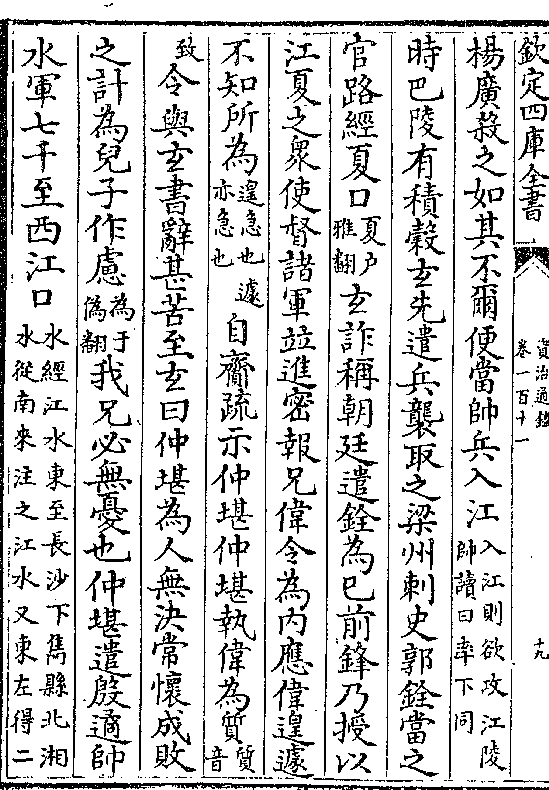 欽定四庫全書
資治通鑑
卷一百十一
十九
楊廣殺之如其不爾便當帥兵入江入江則欲攻江陵帥讀曰率下同
時巴陵有積穀玄先遣兵襲取之梁州刺史郭銓當之
官路經夏口夏户雅翻玄詐稱朝廷遣銓為已前鋒乃授以
江夏之衆使督諸軍竝進宻報兄偉令為内應偉遑遽
不知所為遑急也遽亦急也自齎疏示仲堪仲堪執偉為質質音
致令與玄書辭甚苦至玄曰仲堪為人無決常懷成敗
之計為兒子作慮為于偽翻我兄必無憂也仲堪遣殷遹帥
水軍七千至西江口水經江水東至長沙下雋縣北湘水從南來注之江水又東左得二